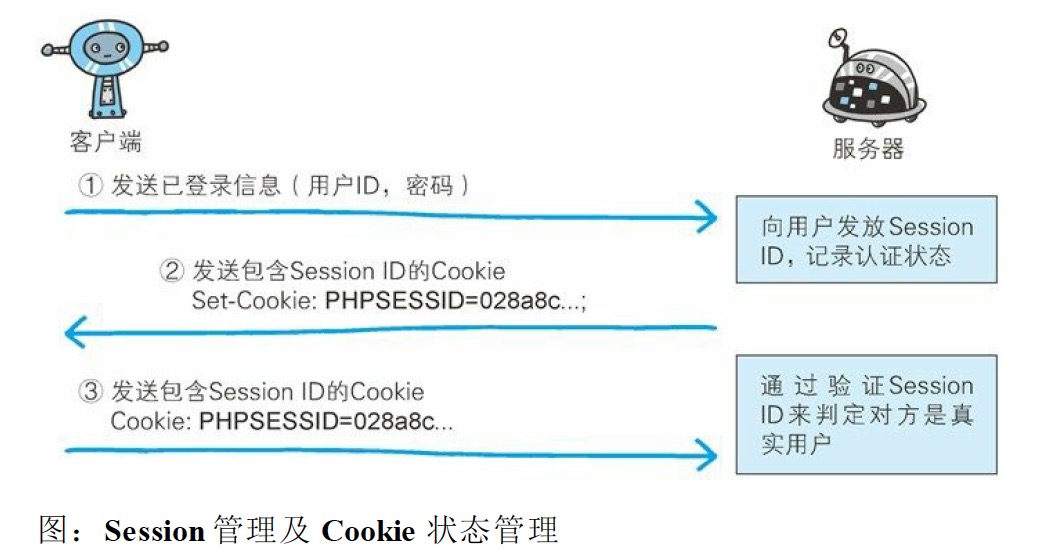 客户端
服务器
① 发送已登录信息（用户ID，密码）
向用户发放Session
ID，记录认证状态
② 发送包含Session ID的Cookie
Set-Cookie: PHPSESSID=028a8c...;
③ 发送包含Session ID的Cookie
Cookie: PHPSESSID=028a8c...
通过验证Session
ID来判定对方是真
实用户
图：Session 管理及 Cookie 状态管理